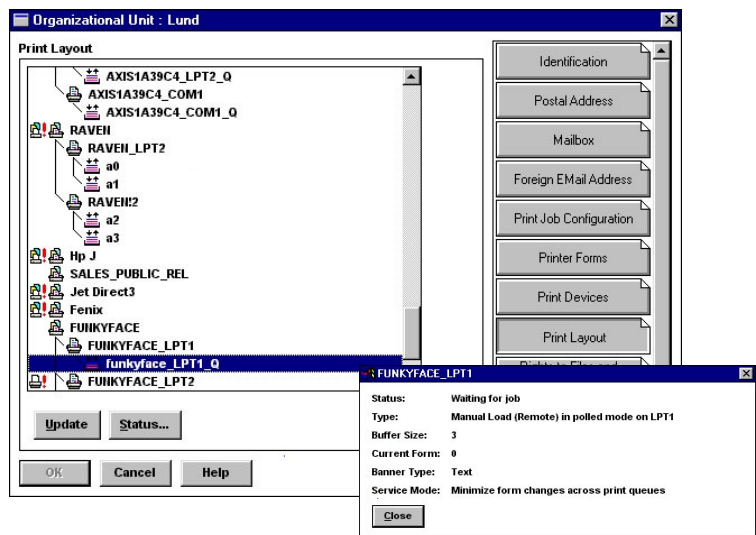 Organizational Unit : Lund
Print Layout
AXIS1A39C4_LPT2_Q
AXIS1A39C4_COM1
AXIS1A39C4_COM1_Q
RAVEN
RAVEN_LPT2
a0
a1
RAVEN!2
a2
a3
Hp J
SALES_PUBLIC_REL
Jet Direct3
Fenix
FUNKYFACE
FUNKYFACE_LPT1
funkyface_LPT1_Q
FUNKYFACE_LPT2
Update
Status...
OK
Cancel
Help
Identification
Postal Address
Mailbox
Foreign EMail Address
Print Job Configuration
Printer Forms
Print Devices
Print Layout
FUNKYFACE_LPT1
Status: Waiting for job
Type: Manual Load (Remote) in polled mode on LPT1
Buffer Size: 3
Current Form: 0
Banner Type: Text
Service Mode: Minimize form changes across print queues
Close